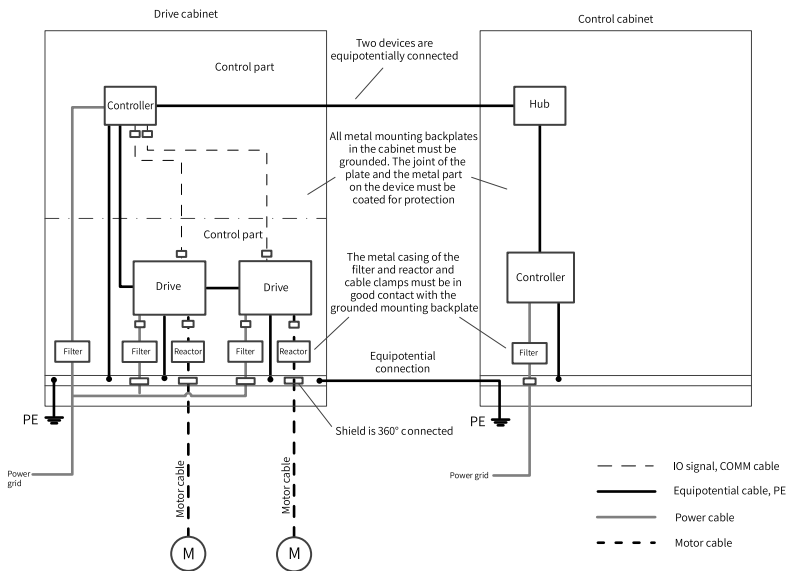 Drive cabinet
Control cabinet
Control part
Two devices are
equipotentially connected
Controller
Hub
All metal mounting backplates
in the cabinet must be
grounded. The joint of the
plate and the metal part
on the device must be
coated for protection
Control part
The metal casing of the
filter and reactor and
cable clamps must be in
good contact with the
grounded mounting backplate
Drive
Drive
Controller
Filter
Filter
Reactor
Filter
Reactor
Filter
Equipotential
connection
PE
PE
Shield is 360° connected
Power
grid
Power grid
Motor cable
Motor cable
M
M
IO signal, COMM cable
Equipotential cable, PE
Power cable
Motor cable